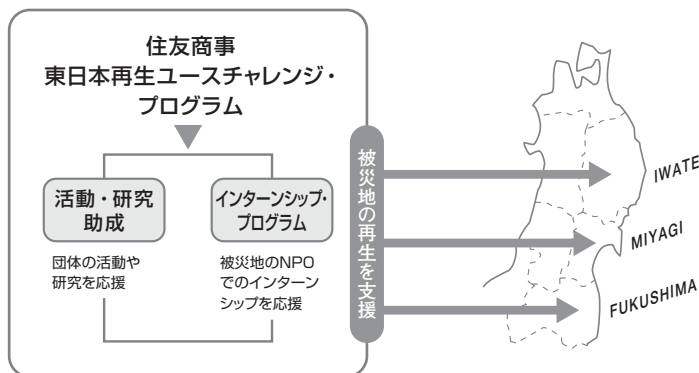 住友商事
東日本再生ユースチャレンジ・
プログラム
活動・研究
助成
団体の活動や
研究を応援
インターンシップ・
プログラム
被災地のNPO
でのインターン
シップを応援
被災地の再生を支援
IWATE
MIYAGI
FUKUSHIMA